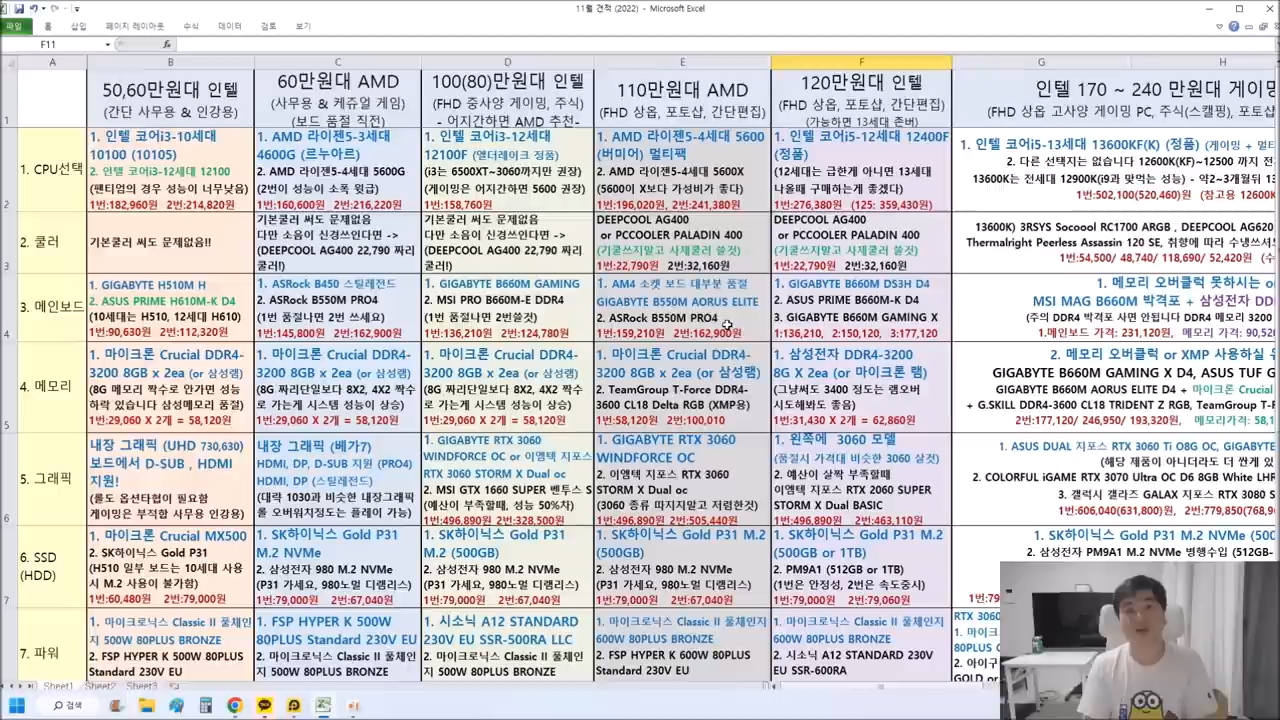 11월 견적 (2022) - Microsoft Excel
파일 홈 삽입 페이지 레이아웃 수식 데이터 검토 보기
F11 fx
A B C D E F G H
1
50,60만원대 인텔
(간단 사무용 & 인강용)
60만원대 AMD
(사무용 & 케쥬얼 게임)
(보드 품절 직전)
100(80)만원대 인텔
(FHD 중사양 게이밍, 주식)
- 어지간하면 AMD 추천-
110만원대 AMD
(FHD 상옵, 포토샵, 간단편집)
120만원대 인텔
(FHD 상옵, 포토샵, 간단편집)
(가능하면 13세대 존버)
인텔 170 ~ 240 만원대 게이밍
(FHD 상옵 고사양 게이밍 PC, 주식(스캘핑), 포토샵
2
1. CPU선택
1. 인텔 코어i3-10세대
10100 (10105)
2. 인텔 코어i3-12세대 12100
(팬티엄의 경우 성능이 너무낮음)
1번:182,960원 2번:214,820원
1. AMD 라이젠5-3세대
4600G (르누아르)
2. AMD 라이젠5-4세대 5600X
(2번이 성능이 소폭 윗급)
1번:160,600원 2번:216,220원
1. 인텔 코어i3-12세대
12100F (앨더레이크 정품)
(i3는 6500XT~3060까지만 권장)
(게이밍은 어지간하면 5600 권장)
1번:158,760원
1. AMD 라이젠5-4세대 5600
(버미어) 멀티팩
2. AMD 라이젠5-4세대 5600X
(5600이 X보다 가성비가 좋다)
1번:196,020원, 2번:241,380원
1. 인텔 코어i5-12세대 12400F
(정품)
(12세대는 급한게 아니면 13세대
나올때 구매하는게 좋겠다)
1번:276,380원 (125: 359,430원)
1. 인텔 코어i5-13세대 13600KF(K) (정품) (게이밍 + 멀티
2. 다른 선택지는 없습니다 12600K(KF)~12500 까지 전
13600K는 전세대 12900K(i9과 맞먹는 성능) - 약2~3개월뒤 13
1번:502,100(520,460)원 (참고용 12600K
3
2. 쿨러
기본쿨러 써도 문제없음!!
기본쿨러 써도 문제없음
다만 소음이 신경쓰인다면 ->
(DEEPCOOL AG400 22,790 짜리
쿨러!)
기본쿨러 써도 문제없음
다만 소음이 신경쓰인다면 ->
(DEEPCOOL AG400 22,790 짜리
쿨러!)
DEEPCOOL AG400
or PCCOOLER PALADIN 400
(기쿨쓰지말고 사제쿨러 쓸것)
1번:22,790원 2번:32,160원
DEEPCOOL AG400
or PCCOOLER PALADIN 400
(기쿨쓰지말고 사제쿨러 쓸것)
1번:22,790원 2번:32,160원
13600K) 3RSYS Socoool RC1700 ARGB , DEEPCOOL AG620
Thermalright Peerless Assassin 120 SE, 취향에 따라 수냉쓰셔
1번:54,500/ 48,740/ 118,690/ 52,420원 (수
4
3. 메인보드
1. GIGABYTE H510M H
2. ASUS PRIME H610M-K D4
(10세대는 H510, 12세대 H610)
1번:90,630원 2번:112,320원
1. ASRock B450 스틸레전드
2. ASRock B550M PRO4
(1번 품절나면 2번 쓰세요)
1번:145,800원 2번:162,900원
1. GIGABYTE B660M GAMING
2. MSI PRO B660M-E DDR4
(1번 품절나면 2번쓸것)
1번:136,210원 2번:124,780원
1. AM4 소켓 보드 대부분 품절
GIGABYTE B550M AORUS ELITE
2. ASRock B550M PRO4
1번:159,210원 2번:162,900원
1. GIGABYTE B660M DS3H D4
2. ASUS PRIME B660M-K D4
3. GIGABYTE B660M GAMING X
1:136,210, 2:150,120, 3:177,120
1. 메모리 오버클럭 못하시는
MSI MAG B660M 박격포 + 삼성전자 DD
(주의 DDR4 박격포 사면 안됩니다 DDR4 메모리 3200
1.메인보드 가격: 231,120원, 메모리 가격: 90,52
5
4. 메모리
1. 마이크론 Crucial DDR4-
3200 8GB x 2ea (or 삼성램)
(8G 메모리 짝수로 안가면 성능
하락 있습니다 삼성메모리 품절)
1번:29,060 X 2개 = 58,120원
1. 마이크론 Crucial DDR4-
3200 8GB x 2ea (or 삼성램)
(8G 짜리단일보다 8X2, 4X2 짝수
로 가는게 시스템 성능이 상승)
1번:29,060 X 2개 = 58,120원
1. 마이크론 Crucial DDR4-
3200 8GB x 2ea (or 삼성램)
(8G 짜리단일보다 8X2, 4X2 짝수
로 가는게 시스템 성능이 상승)
1번:29,060 X 2개 = 58,120원
1. 마이크론 Crucial DDR4-
3200 8GB x 2ea (or 삼성램)
2. TeamGroup T-Force DDR4-
3600 CL18 Delta RGB (XMP용)
1번:58,120원 2번:100,010
1. 삼성전자 DDR4-3200
8G X 2ea (or 마이크론 램)
(그냥써도 3400 정도는 램오버
시도해봐도 좋음)
1번:31,430 X 2개 = 62,860원
2. 메모리 오버클럭 or XMP 사용하실
GIGABYTE B660M GAMING X D4, ASUS TUF G
GIGABYTE B660M AORUS ELITE D4 + 마이크론 Crucial
+ G.SKILL DDR4-3600 CL18 TRIDENT Z RGB, TeamGroup T-F
2번:177,120/ 246,950/ 193,320원, 메모리가격: 58,1
6
5. 그래픽
내장 그래픽 (UHD 730,630)
보드에서 D-SUB , HDMI
지원!
(롤도 옵션타협이 필요함
게이밍은 부적합 사무용 인강용)
내장 그래픽 (베가7)
HDMI, DP, D-SUB 지원 (PRO4)
HDMI, DP (스틸레전드)
(대략 1030과 비슷한 내장그래픽
롤 오버워치정도는 플레이 가능)
1. GIGABYTE RTX 3060
WINDFORCE OC or 이엠텍 지포스
RTX 3060 STORM X Dual oc
2. MSI GTX 1660 SUPER 벤투스 S
(예산이 부족할때, 성능 50%차)
1번:496,890원 2번:328,500원
1. GIGABYTE RTX 3060
WINDFORCE OC
2. 이엠텍 지포스 RTX 3060
STORM X Dual oc
(3060 종류 따지지말고 저렴한것)
1번:496,890원 2번:505,440원
1. 왼쪽에 3060 모델
(품절시 가격대 비슷한 3060 살것)
2. 예산이 살짝 부족할때
이엠텍 지포스 RTX 2060 SUPER
STORM X Dual BASIC
1번:496,890원 2번:463,110원
1. ASUS DUAL 지포스 RTX 3060 Ti O8G OC, GIGABYTE
(해당 제품이 아니더라도 더 싼게 있
2. COLORFUL iGAME RTX 3070 Ultra OC D6 8GB White LHR
3. 갤럭시 갤라즈 GALAX 지포스 RTX 3080 S
1번:606,040(631,800)원, 2번:779,850(768,9
7
6. SSD
(HDD)
1. 마이크론 Crucial MX500
2. SK하이닉스 Gold P31
(H510 일부 보드는 10세대 사용
시 M.2 사용이 불가함)
1번:60,480원 2번:79,000원
1. SK하이닉스 Gold P31
M.2 NVMe
2. 삼성전자 980 M.2 NVMe
(P31 가세요, 980노멀 디램리스)
1번:79,000원 2번:67,040원
1. SK하이닉스 Gold P31
M.2 (500GB)
2. 삼성전자 980 M.2 NVMe
(P31 가세요, 980노멀 디램리스)
1번:79,000원 2번:67,040원
1. SK하이닉스 Gold P31 M.2
(500GB)
2. 삼성전자 980 M.2 NVMe
(P31 가세요, 980노멀 디램리스)
1번:79,000원 2번:67,040원
1. SK하이닉스 Gold P31 M.2
(500GB or 1TB)
2. PM9A1 (512GB or 1TB)
(1번은 안정성, 2번은 속도중시)
1번:79,000원 2번:79,060원
1. SK하이닉스 Gold P31 M.2 NVMe (500
2. 삼성전자 PM9A1 M.2 NVMe 병행수입 (512GB-
1번:79
7. 파워
1. 마이크로닉스 Classic II 풀체인
지 500W 80PLUS BRONZE
2. FSP HYPER K 500W 80PLUS
Standard 230V EU
1. FSP HYPER K 500W
80PLUS Standard 230V EU
2. 마이크로닉스 Classic II 풀체인
지 500W 80PLUS BRONZE
1. 시소닉 A12 STANDARD
230V EU SSR-500RA LLC
2. 마이크로닉스 Classic II 풀체인
지 500W 80PLUS BRONZE
1. 마이크로닉스 Classic II 풀체인지
600W 80PLUS BRONZE
2. FSP HYPER K 600W 80PLUS
Standard 230V EU
1. 마이크로닉스 Classic II 풀체인지
600W 80PLUS BRONZE
2. 시소닉 A12 STANDARD 230V
EU SSR-600RA
RTX 3060
1. 마이크
2. 아이구
GOLD or
Sheet1 Sheet2 Sheet3
검색